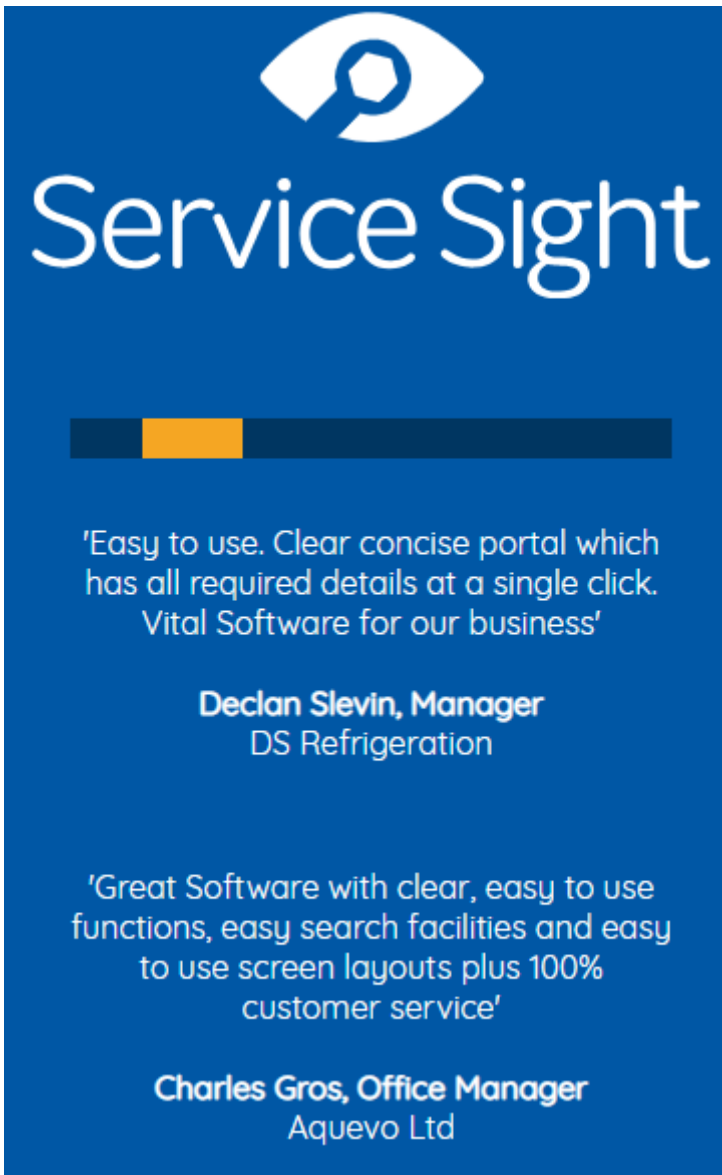 Service Sight
'Easy to use. Clear concise portal which
has all required details at a single click.
Vital Software for our business'
Declan Slevin, Manager
DS Refrigeration
'Great Software with clear, easy to use
functions, easy search facilities and easy
to use screen layouts plus 100%
customer service'
Charles Gros, Office Manager
Aquevo Ltd